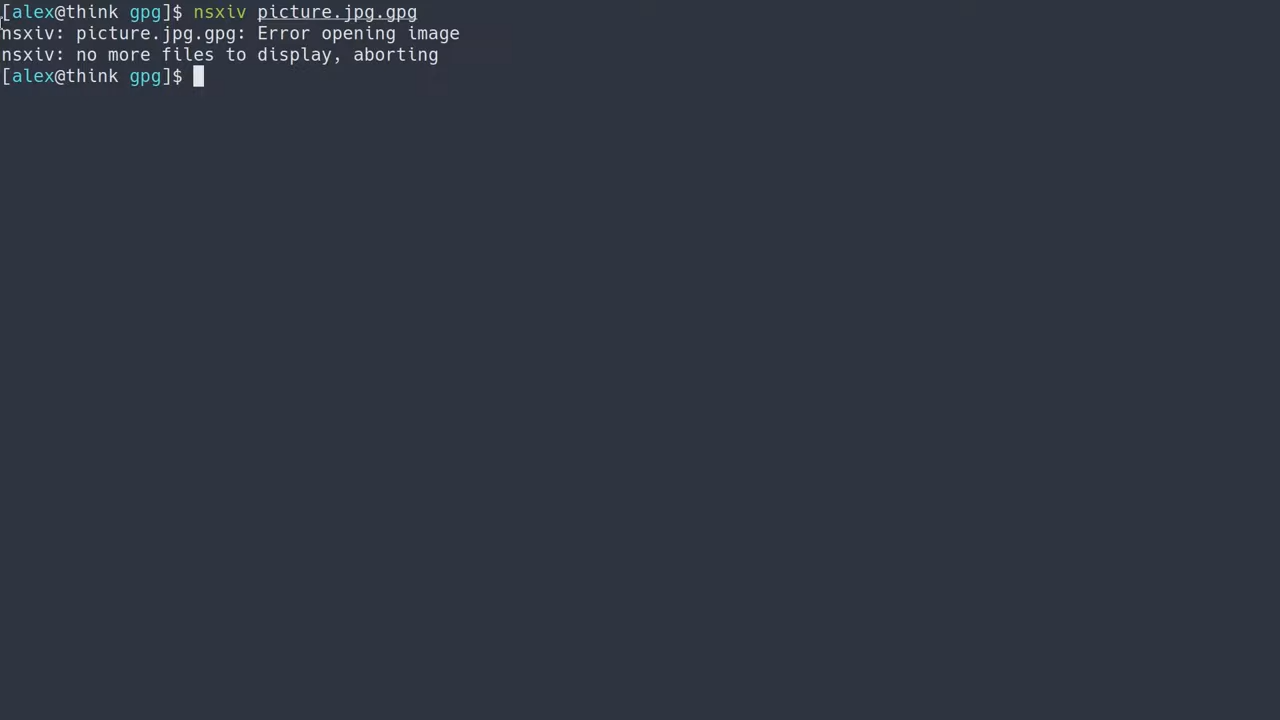 [alex@think gpg]$ nsxiv picture.jpg.gpg
nsxiv: picture.jpg.gpg: Error opening image
nsxiv: no more files to display, aborting
[alex@think gpg]$